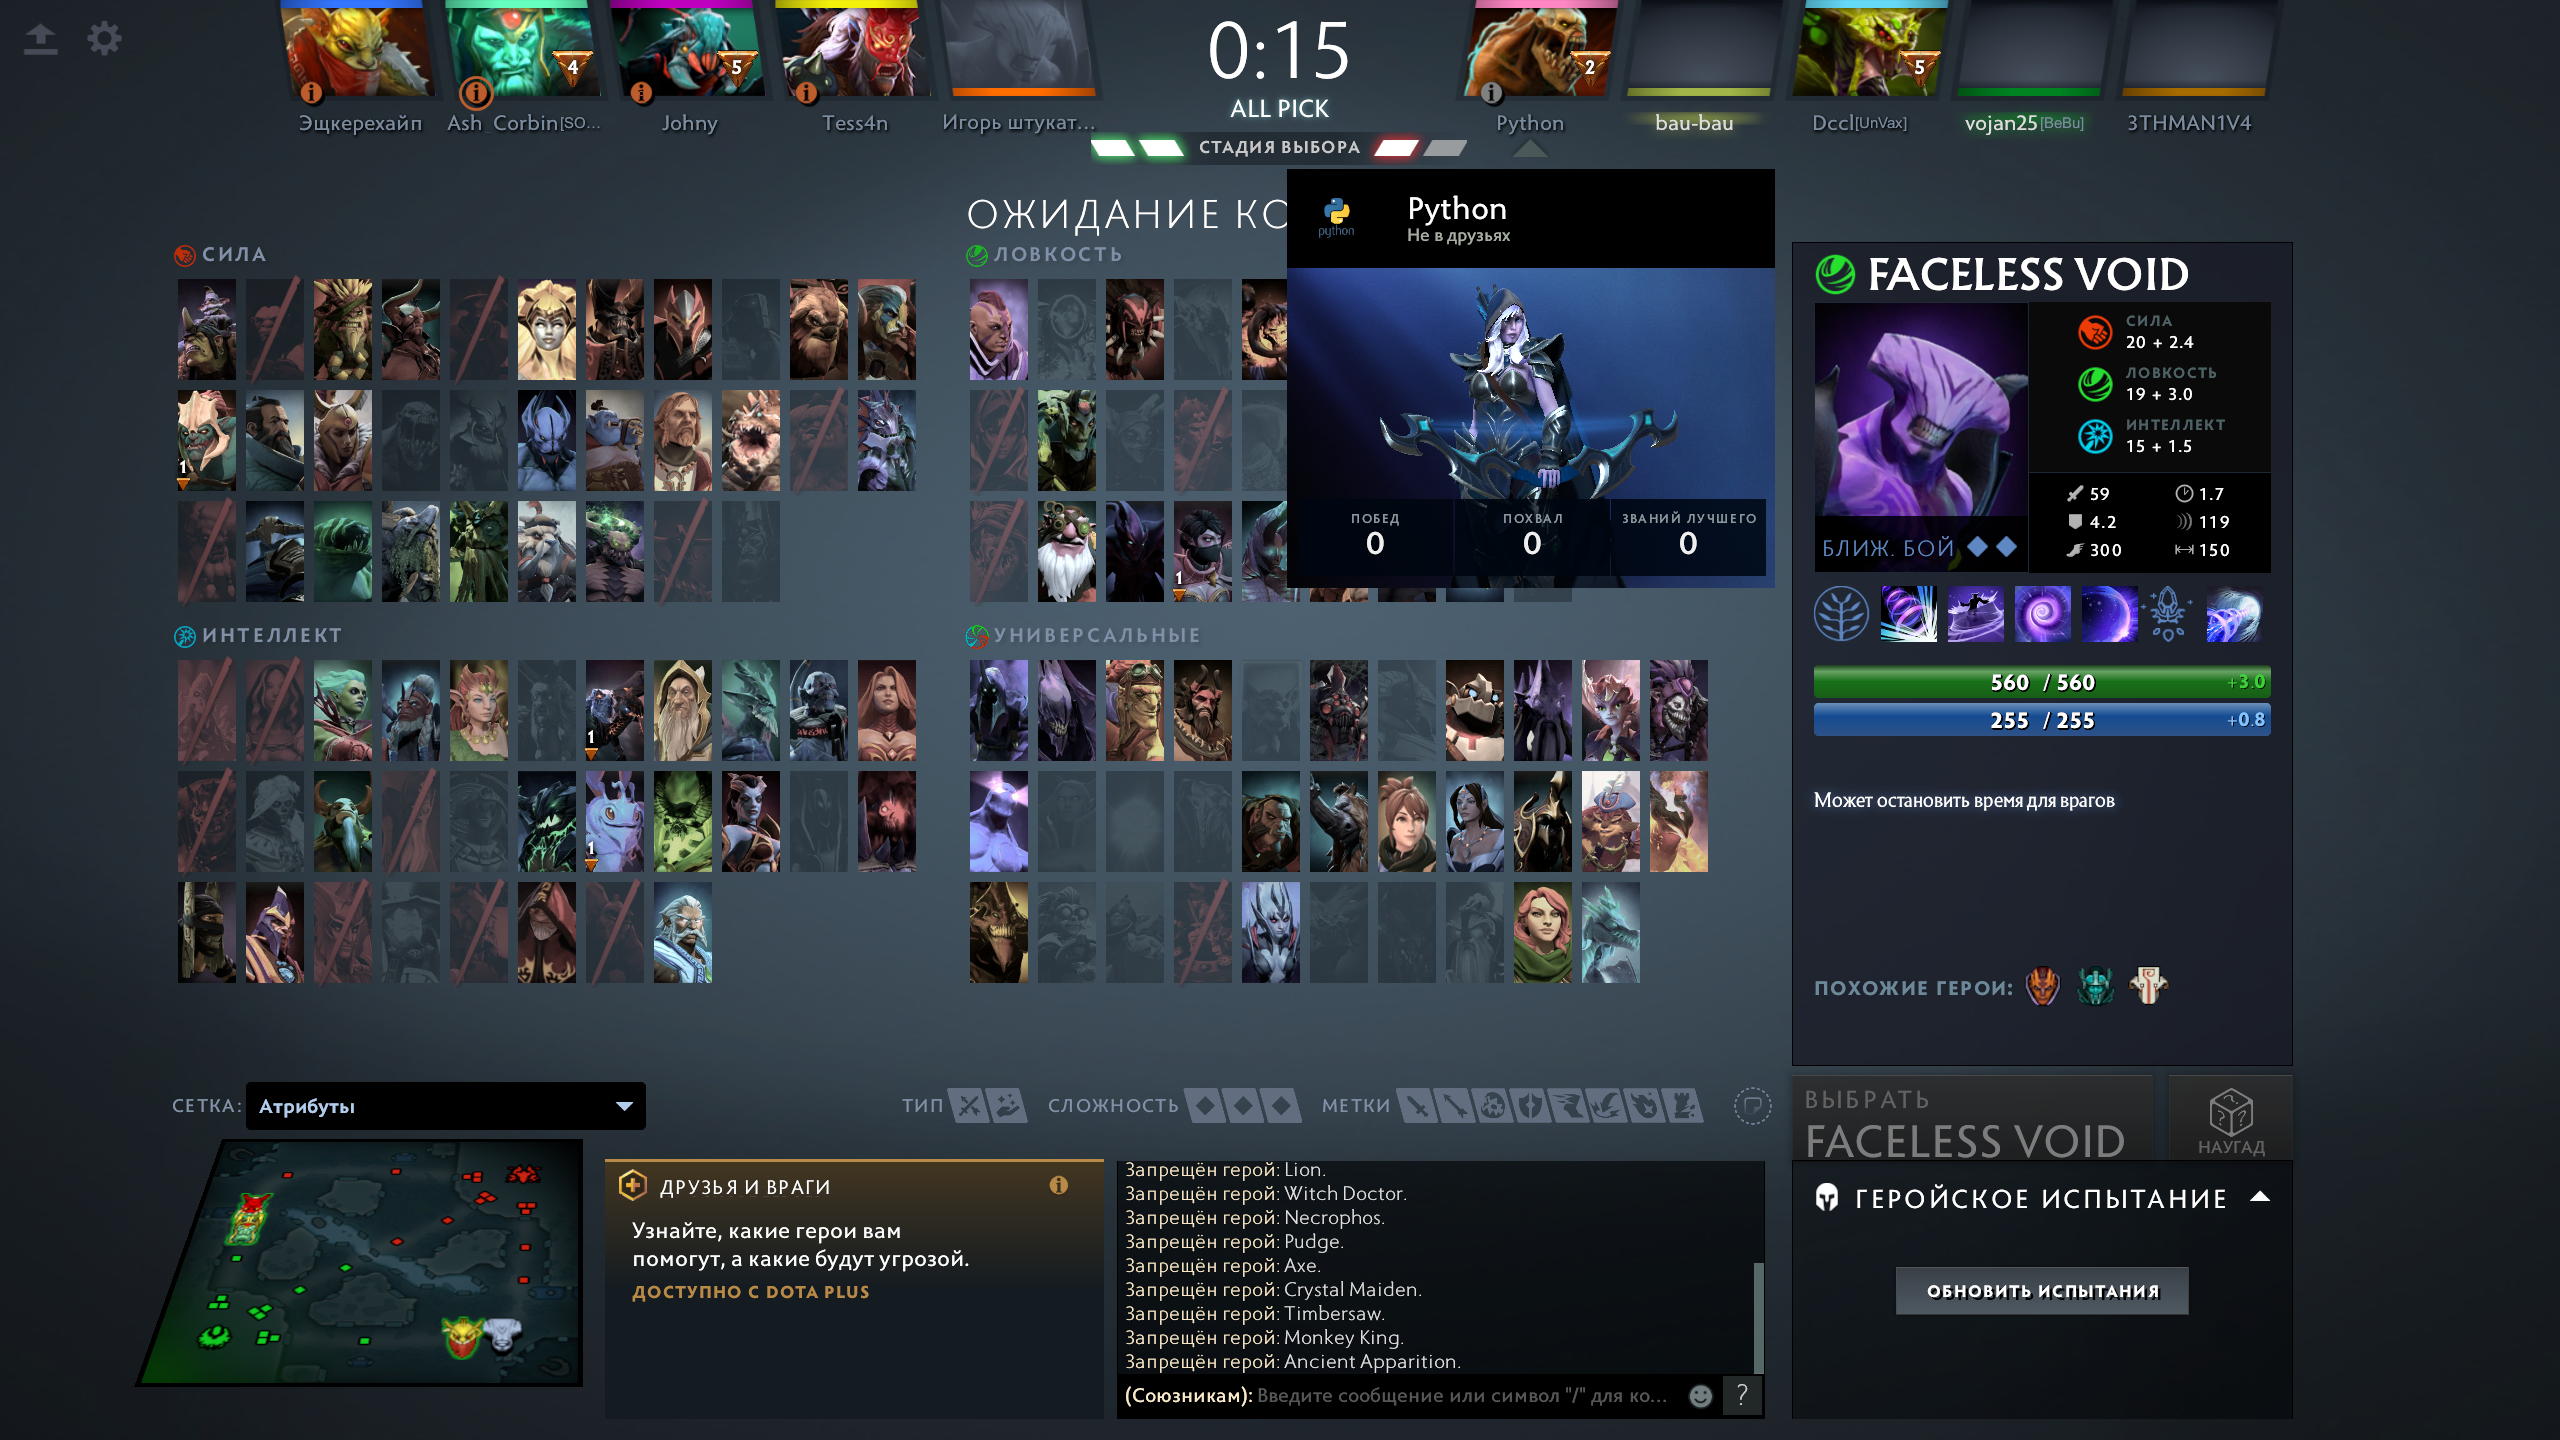 4
5
2
5
0:15
ALL PICK
Эщкерехайп
Ash_Corbin[SO...
Johny
Tess4n
Игорь штукат...
Python
bau-bau
Dccl[UnVax]
vojan25[BeBu]
3THMAN1V4
СТАДИЯ ВЫБОРА
ОЖИДАНИЕ КО
Python
Не в друзьях
python
ПОБЕД
0
ПОХВАЛ
0
ЗВАНИЙ ЛУЧШЕГО
0
СИЛА
1
ЛОВКОСТЬ
1
ИНТЕЛЛЕКТ
1
1
УНИВЕРСАЛЬНЫЕ
FACELESS VOID
СИЛА
20 + 2.4
ЛОВКОСТЬ
19 + 3.0
ИНТЕЛЛЕКТ
15 + 1.5
59
1.7
4.2
119
300
150
БЛИЖ. БОЙ
560 / 560
+3.0
255 / 255
+0.8
Может остановить время для врагов
ПОХОЖИЕ ГЕРОИ:
СЕТКА:
Атрибуты
ТИП
СЛОЖНОСТЬ
МЕТКИ
ВЫБРАТЬ
FACELESS VOID
НАУГАД
ДРУЗЬЯ И ВРАГИ
Узнайте, какие герои вам
помогут, а какие будут угрозой.
ДОСТУПНО С DOTA PLUS
Запрещён герой: Lion.
Запрещён герой: Witch Doctor.
Запрещён герой: Necrophos.
Запрещён герой: Pudge.
Запрещён герой: Axe.
Запрещён герой: Crystal Maiden.
Запрещён герой: Timbersaw.
Запрещён герой: Monkey King.
Запрещён герой: Ancient Apparition.
(Союзникам): Введите сообщение или символ "/" для ко...
?
ГЕРОЙСКОЕ ИСПЫТАНИЕ
ОБНОВИТЬ ИСПЫТАНИЯ